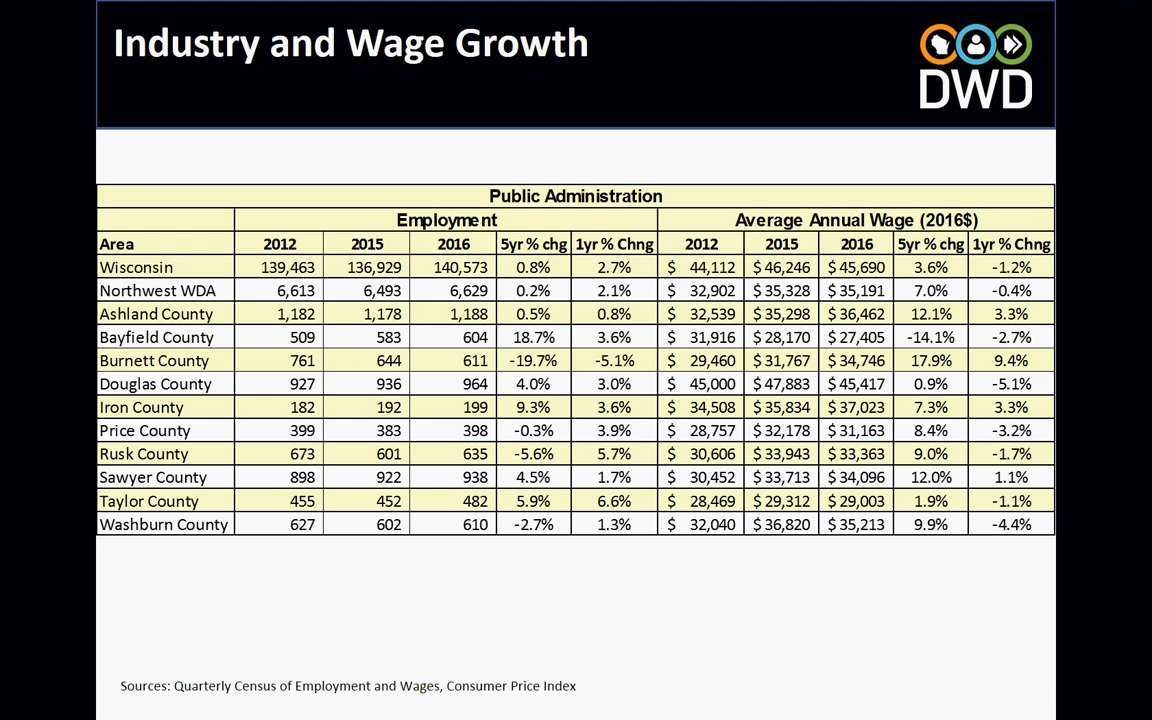 Industry and Wage Growth
DWD
Public Administration
Employment Average Annual Wage (2016$)
Area 2012 2015 2016 5yr % chg 1yr % Chng 2012 2015 2016 5yr % chg 1yr % Chng
Wisconsin 139,463 136,929 140,573 0.8% 2.7% $ 44,112 $ 46,246 $ 45,690 3.6% -1.2%
Northwest WDA 6,613 6,493 6,629 0.2% 2.1% $ 32,902 $ 35,328 $ 35,191 7.0% -0.4%
Ashland County 1,182 1,178 1,188 0.5% 0.8% $ 32,539 $ 35,298 $ 36,462 12.1% 3.3%
Bayfield County 509 583 604 18.7% 3.6% $ 31,916 $ 28,170 $ 27,405 -14.1% -2.7%
Burnett County 761 644 611 -19.7% -5.1% $ 29,460 $ 31,767 $ 34,746 17.9% 9.4%
Douglas County 927 936 964 4.0% 3.0% $ 45,000 $ 47,883 $ 45,417 0.9% -5.1%
Iron County 182 192 199 9.3% 3.6% $ 34,508 $ 35,834 $ 37,023 7.3% 3.3%
Price County 399 383 398 -0.3% 3.9% $ 28,757 $ 32,178 $ 31,163 8.4% -3.2%
Rusk County 673 601 635 -5.6% 5.7% $ 30,606 $ 33,943 $ 33,363 9.0% -1.7%
Sawyer County 898 922 938 4.5% 1.7% $ 30,452 $ 33,713 $ 34,096 12.0% 1.1%
Taylor County 455 452 482 5.9% 6.6% $ 28,469 $ 29,312 $ 29,003 1.9% -1.1%
Washburn County 627 602 610 -2.7% 1.3% $ 32,040 $ 36,820 $ 35,213 9.9% -4.4%
Sources: Quarterly Census of Employment and Wages, Consumer Price Index